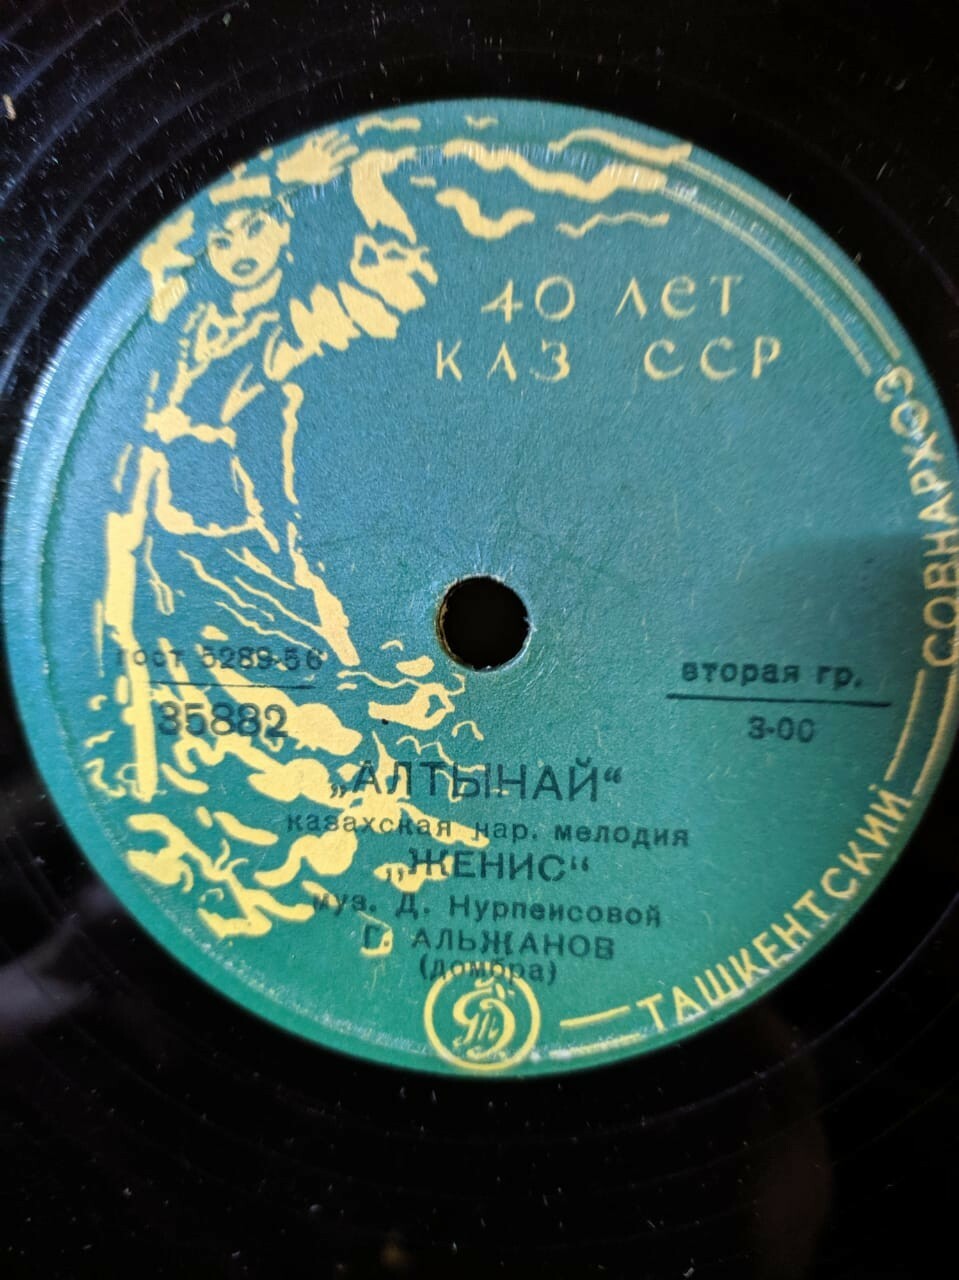 40 лет
КАЗ ССР
ТАШКЕНТСКИЙ СОВНАРХОЗ
гост 5289-56
35882
вторая гр.
3-00
„АЛТЫНАЙ“
казахская нар. мелодия
„ЖЕНИС“
муз. Д. Нурпеисовой
Г. АЛЬЖАНОВ
(домбра)